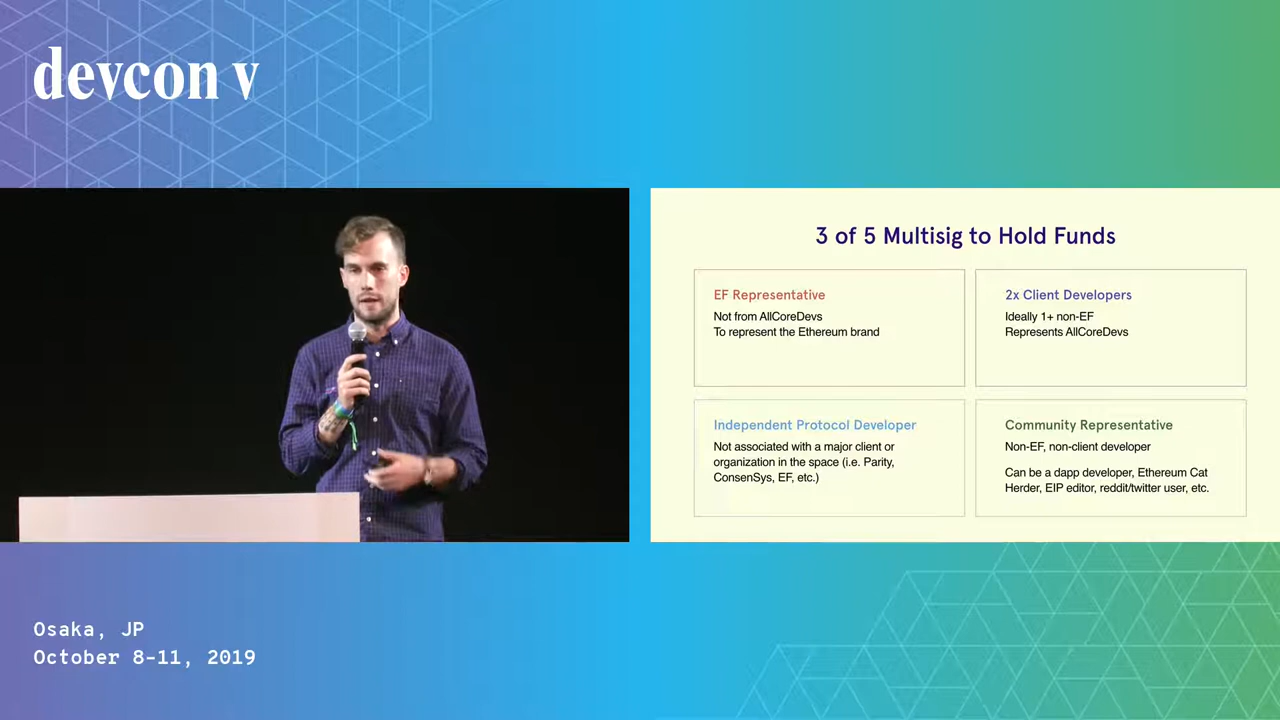 devcon v
3 of 5 Multisig to Hold Funds
EF Representative
Not from AllCoreDevs
To represent the Ethereum brand
2x Client Developers
Ideally 1+ non-EF
Represents AllCoreDevs
Independent Protocol Developer
Not associated with a major client or
organization in the space (i.e. Parity,
ConsenSys, EF, etc.)
Community Representative
Non-EF, non-client developer
Can be a dapp developer, Ethereum Cat
Herder, EIP editor, reddit/twitter user, etc.
Osaka, JP
October 8-11, 2019